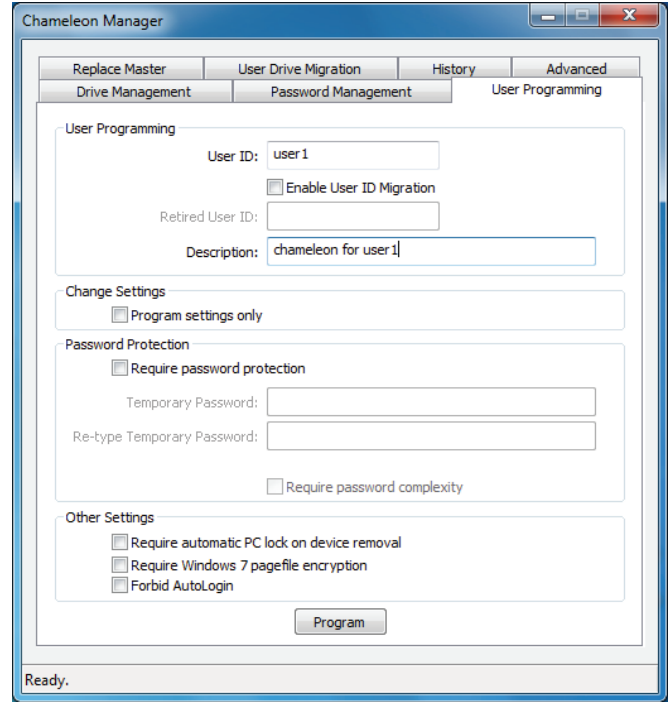 Chameleon Manager
Replace Master User Drive Migration History Advanced
Drive Management Password Management User Programming
User Programming
User ID: user1
Enable User ID Migration
Retired User ID:
Description: chameleon for user1
Change Settings
Program settings only
Password Protection
Require password protection
Temporary Password:
Re-type Temporary Password:
Require password complexity
Other Settings
Require automatic PC lock on device removal
Require Windows 7 pagefile encryption
Forbid AutoLogin
Program
Ready.